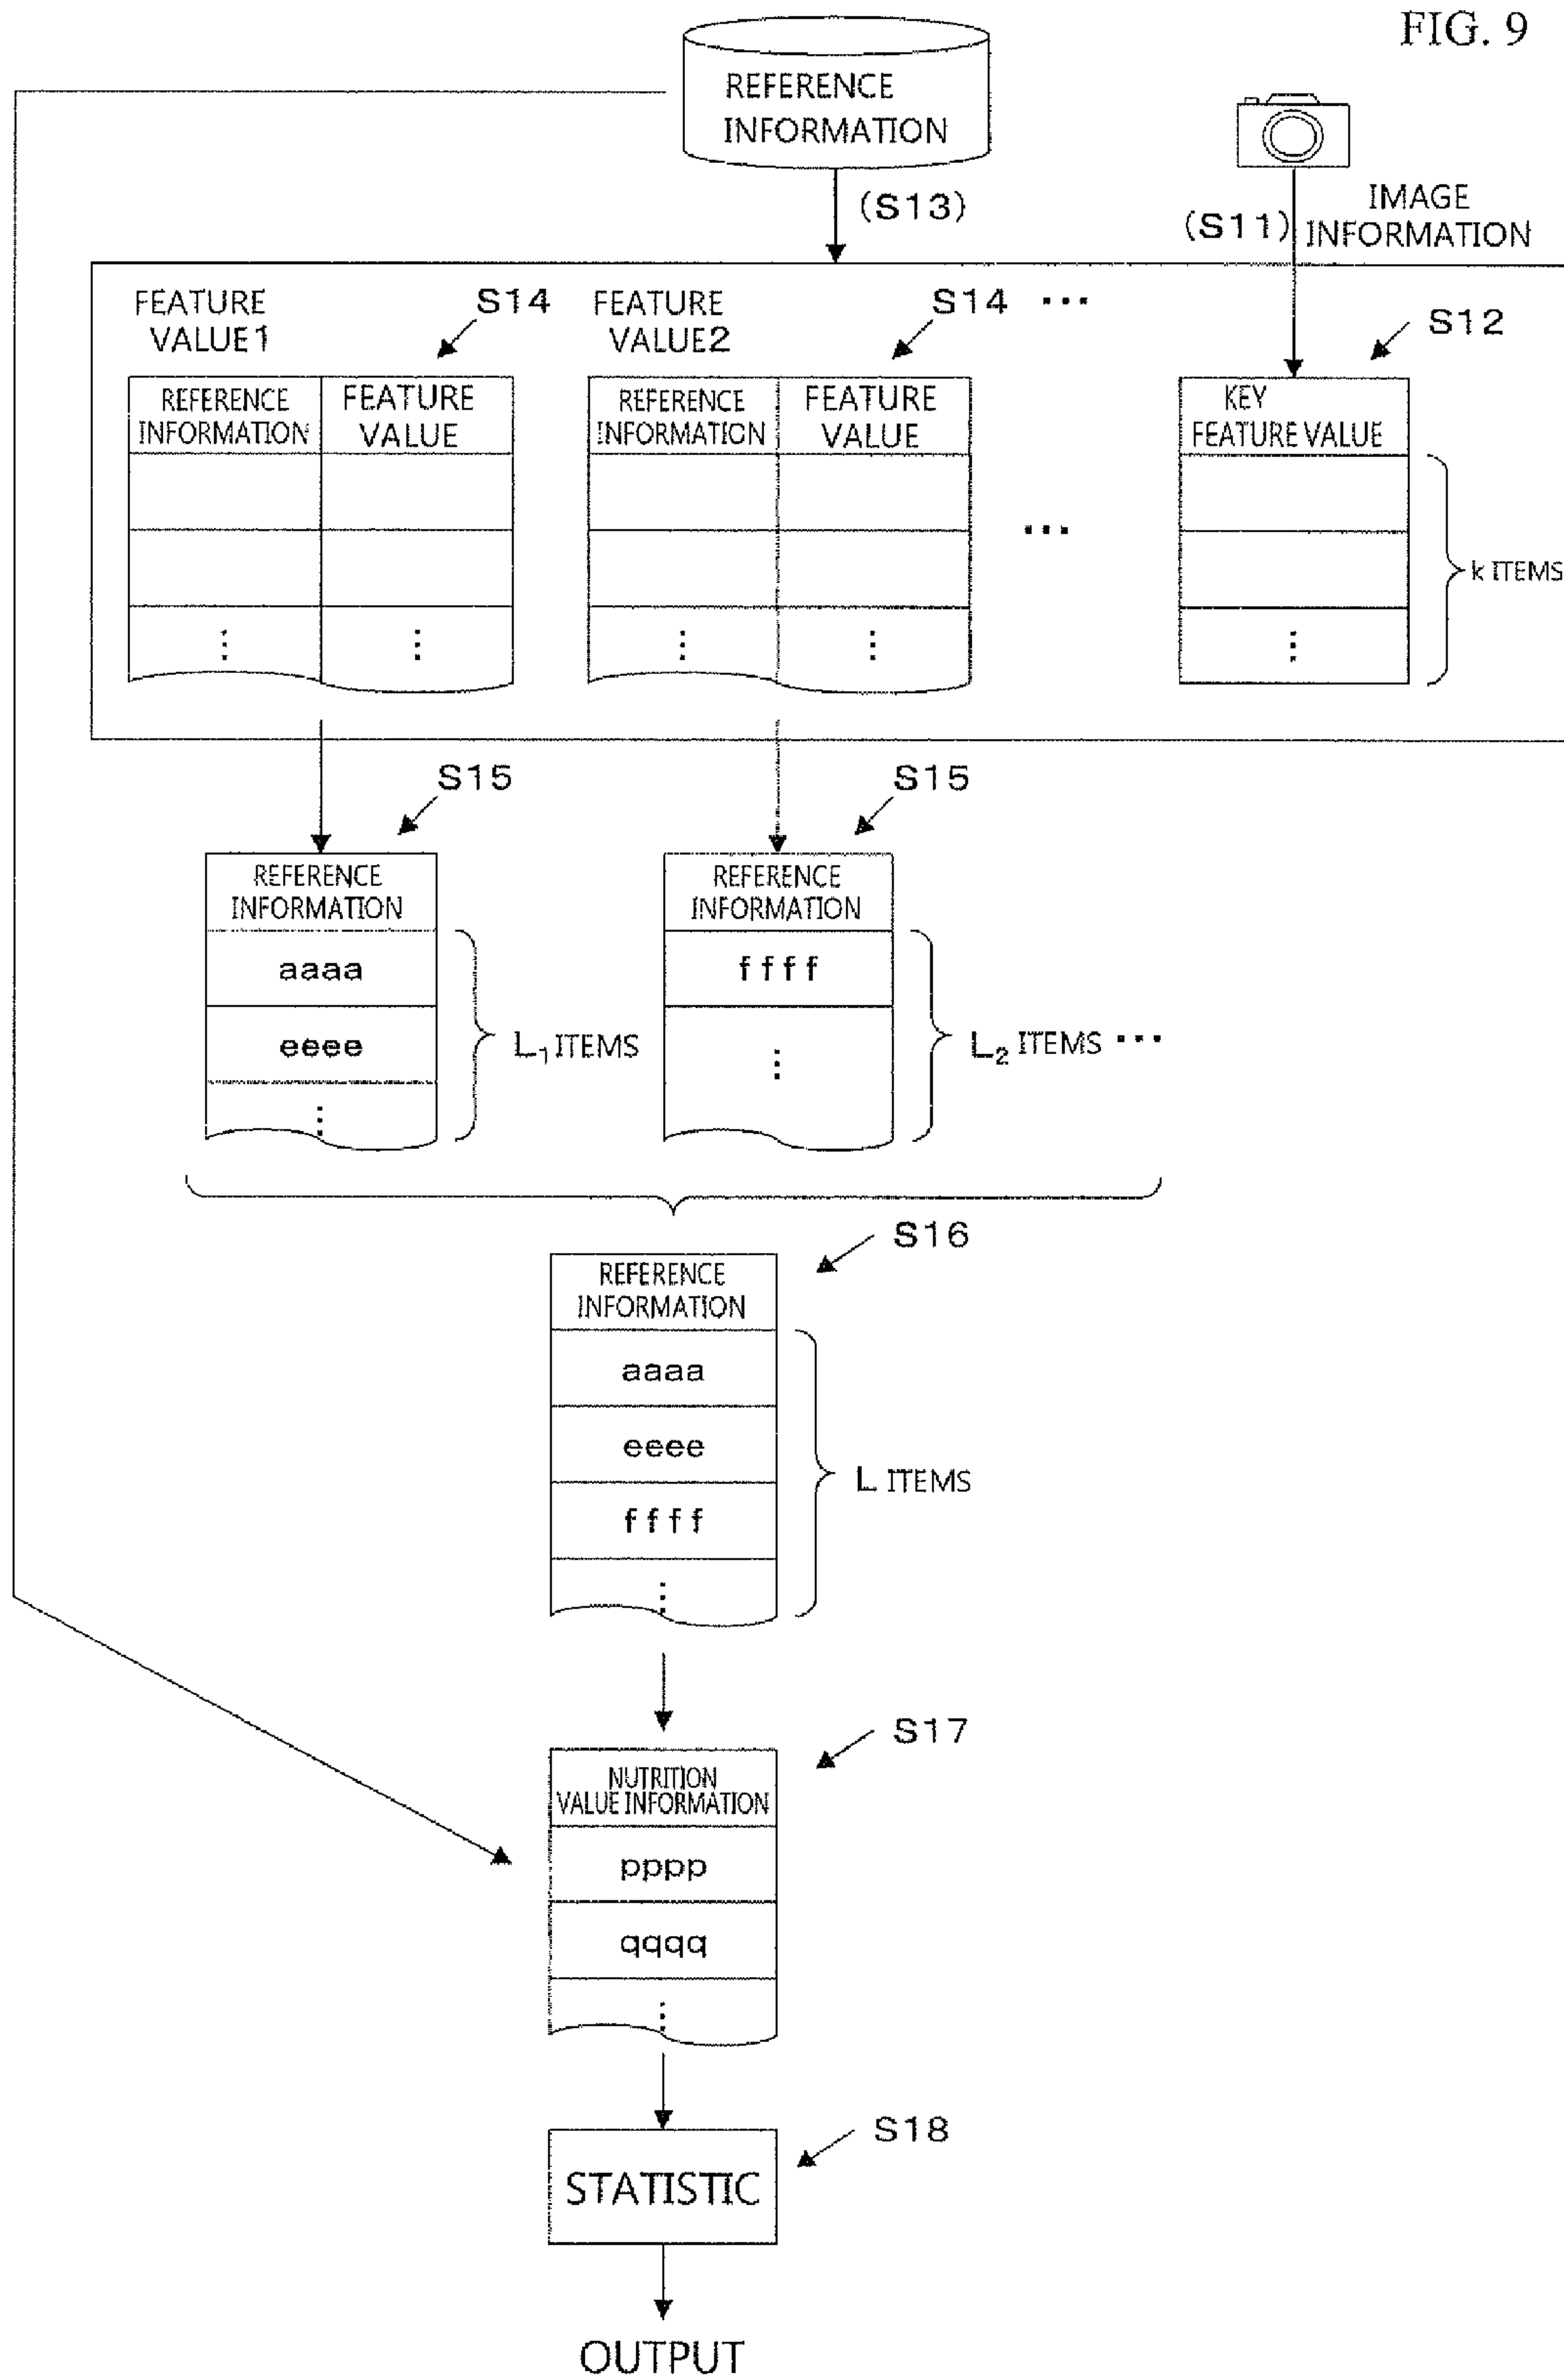 FIG. 9
REFERENCE
INFORMATION
(S13)
(S11)
IMAGE
INFORMATION
FEATURE
VALUE1
S14
FEATURE
VALUE2
S14 ...
S12
REFERENCE
INFORMATION
FEATURE
VALUE
REFERENCE
INFORMATION
FEATURE
VALUE
KEY
FEATURE VALUE
...
k ITEMS
⋮
⋮
⋮
⋮
⋮
S15
S15
REFERENCE
INFORMATION
aaaa
eeee
⋮
L₁ ITEMS
REFERENCE
INFORMATION
ffff
⋮
L₂ ITEMS ...
S16
REFERENCE
INFORMATION
aaaa
eeee
ffff
⋮
L ITEMS
S17
NUTRITION
VALUE INFORMATION
pppp
qqqq
⋮
S18
STATISTIC
OUTPUT